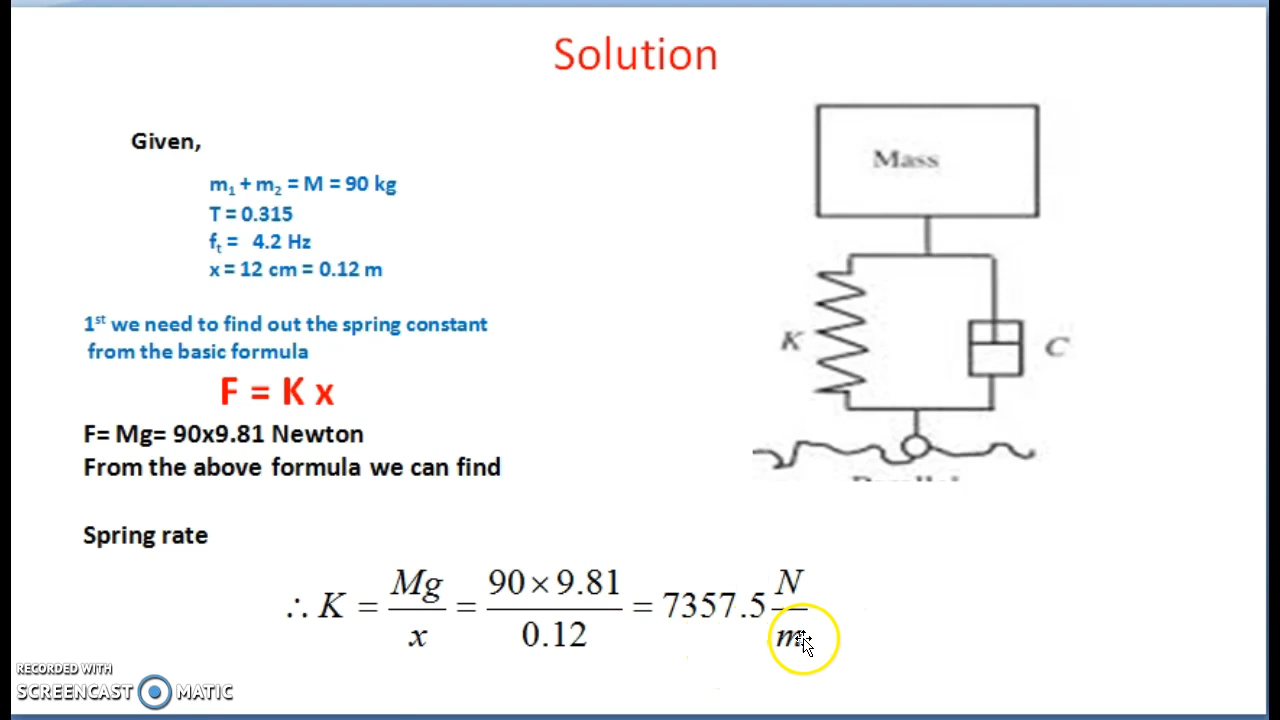 Solution
Given,
m₁ + m₂ = M = 90 kg
T = 0.315
fₜ = 4.2 Hz
x = 12 cm = 0.12 m
1ˢᵗ we need to find out the spring constant
from the basic formula
F = K x
F= Mg= 90x9.81 Newton
From the above formula we can find
Spring rate
∴ K = Mg/x = 90 × 9.81/0.12 = 7357.5 N/m
Mass
K
C
RECORDED WITH
SCREENCAST MATIC